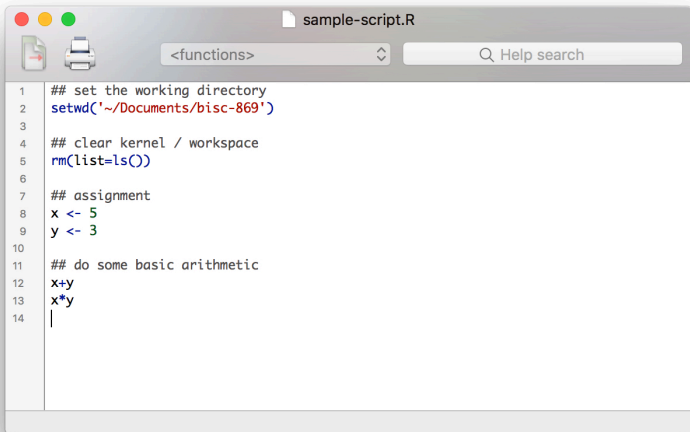 sample-script.R
<functions>
Help search
1 ## set the working directory
2 setwd('~/Documents/bisc-869')
3
4 ## clear kernel / workspace
5 rm(list=ls())
6
7 ## assignment
8 x <- 5
9 y <- 3
10
11 ## do some basic arithmetic
12 x+y
13 x*y
14